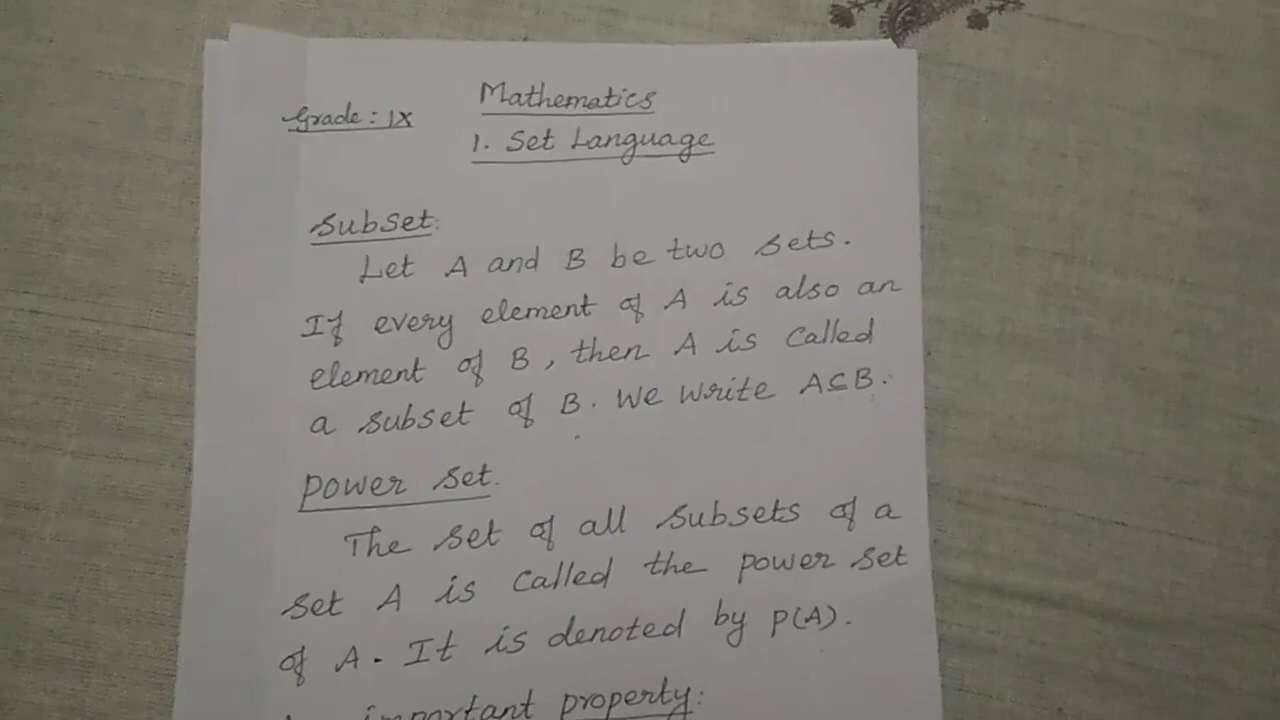 Mathematics
Grade : IX
1. Set Language
Subset:
Let A and B be two sets.
If every element of A is also an
element of B, then A is called
a subset of B. We write A⊆B.
Power set.
The set of all subsets of a
set A is called the power set
of A. It is denoted by P(A).
important property: